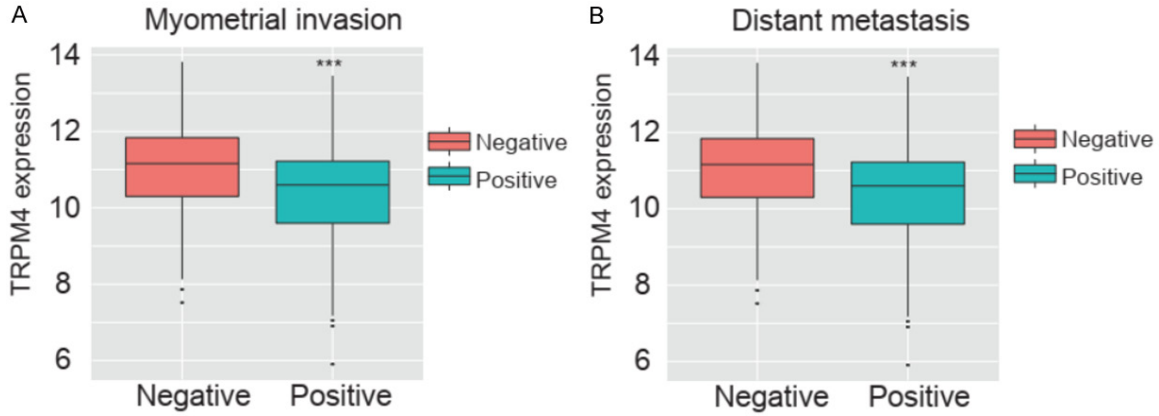 A
Myometrial invasion
TRPM4 expression
14
12
10
8
6
***
Negative
Positive
Negative
Positive
B
Distant metastasis
TRPM4 expression
14
12
10
8
6
***
Negative
Positive
Negative
Positive